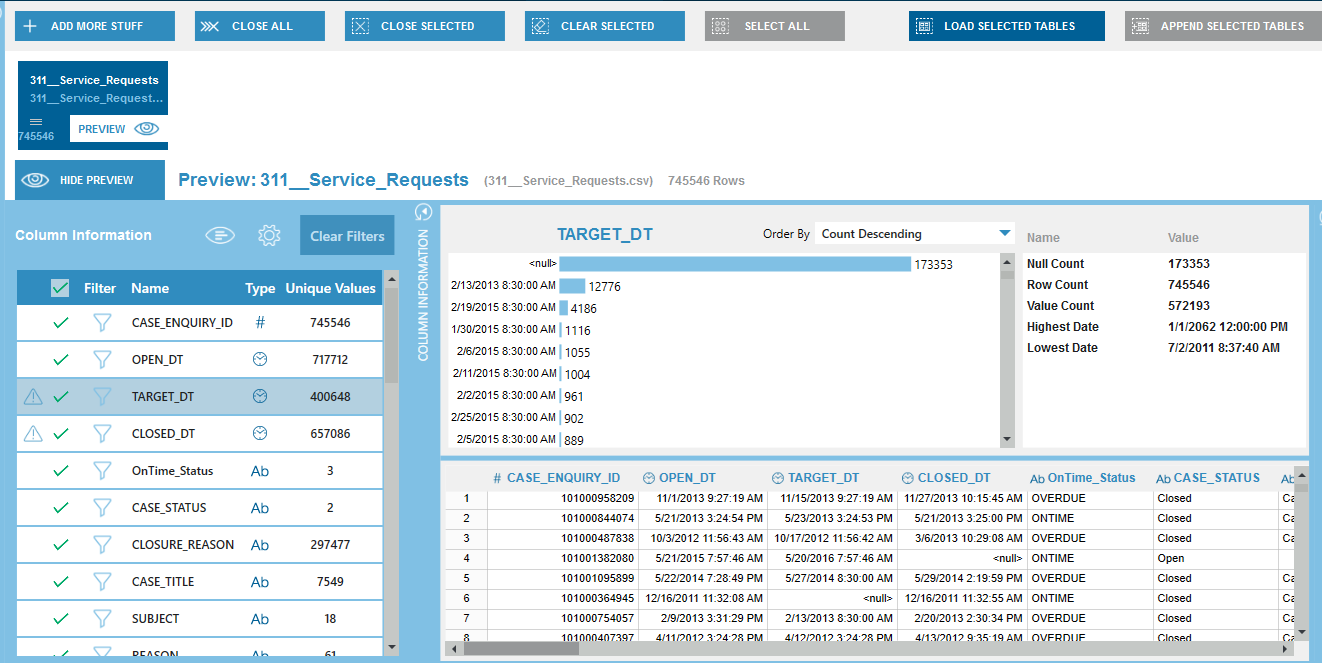 ADD MORE STUFF CLOSE ALL CLOSE SELECTED CLEAR SELECTED SELECT ALL LOAD SELECTED TABLES APPEND SELECTED TABLES
311__Service_Requests
311__Service_Request...
745546 PREVIEW
HIDE PREVIEW Preview: 311__Service_Requests (311__Service_Requests.csv) 745546 Rows
Column Information Clear Filters
Filter Name Type Unique Values
CASE_ENQUIRY_ID # 745546
OPEN_DT 717712
TARGET_DT 400648
CLOSED_DT 657086
OnTime_Status Ab 3
CASE_STATUS Ab 2
CLOSURE_REASON Ab 297477
CASE_TITLE Ab 7549
SUBJECT Ab 18
REASON Ab 61
COLUMN INFORMATION
TARGET_DT Order By Count Descending
<null> 173353
2/13/2013 8:30:00 AM 12776
2/19/2015 8:30:00 AM 4186
1/30/2015 8:30:00 AM 1116
2/6/2015 8:30:00 AM 1055
2/11/2015 8:30:00 AM 1004
2/2/2015 8:30:00 AM 961
2/25/2015 8:30:00 AM 902
2/5/2015 8:30:00 AM 889
Name Value
Null Count 173353
Row Count 745546
Value Count 572193
Highest Date 1/1/2062 12:00:00 PM
Lowest Date 7/2/2011 8:37:40 AM
# CASE_ENQUIRY_ID OPEN_DT TARGET_DT CLOSED_DT Ab OnTime_Status Ab CASE_STATUS Ab
1 101000958209 11/1/2013 9:27:19 AM 11/15/2013 9:27:19 AM 11/27/2013 10:15:45 AM OVERDUE Closed Ca
2 101000844074 5/21/2013 3:24:54 PM 5/23/2013 3:24:53 PM 5/21/2013 3:25:00 PM ONTIME Closed Ca
3 101000487838 10/3/2012 11:56:43 AM 10/17/2012 11:56:42 AM 3/6/2013 10:29:08 AM OVERDUE Closed Ca
4 101001382080 5/21/2015 7:57:46 AM 5/20/2016 7:57:46 AM <null> ONTIME Open
5 101001095899 5/22/2014 7:28:49 PM 5/27/2014 8:30:00 AM 5/29/2014 2:19:59 PM OVERDUE Closed Ca
6 101000364945 12/16/2011 11:32:08 AM <null> 12/16/2011 11:32:55 AM ONTIME Closed Ca
7 101000754057 2/9/2013 3:31:29 PM 2/13/2013 8:30:00 AM 2/20/2013 2:30:34 PM OVERDUE Closed Ca
8 101000407397 4/11/2012 3:24:28 PM 4/12/2012 3:24:28 PM 4/13/2012 9:35:19 AM OVERDUE Closed Ca